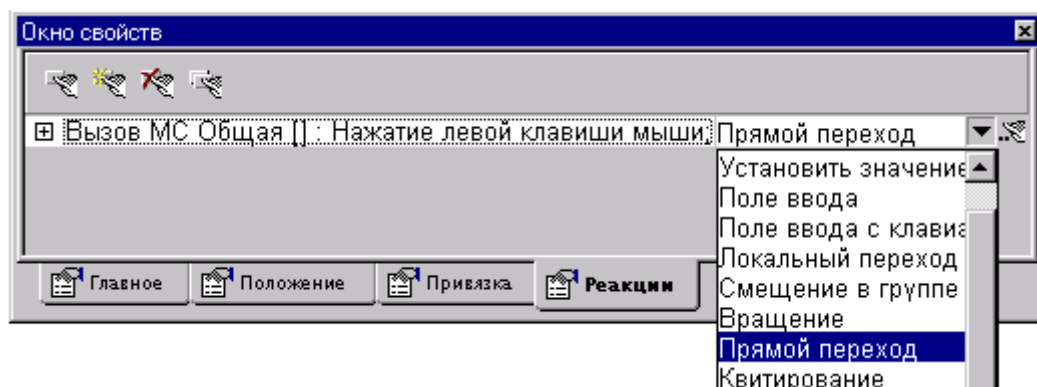 Окно свойств
Вызов МС Общая [] : Нажатие левой клавиши мыши; Прямой переход
Установить значение
Поле ввода
Поле ввода с клавиа
Локальный переход
Смещение в группе
Вращение
Прямой переход
Квитирование
Главное Положение Привязка Реакции